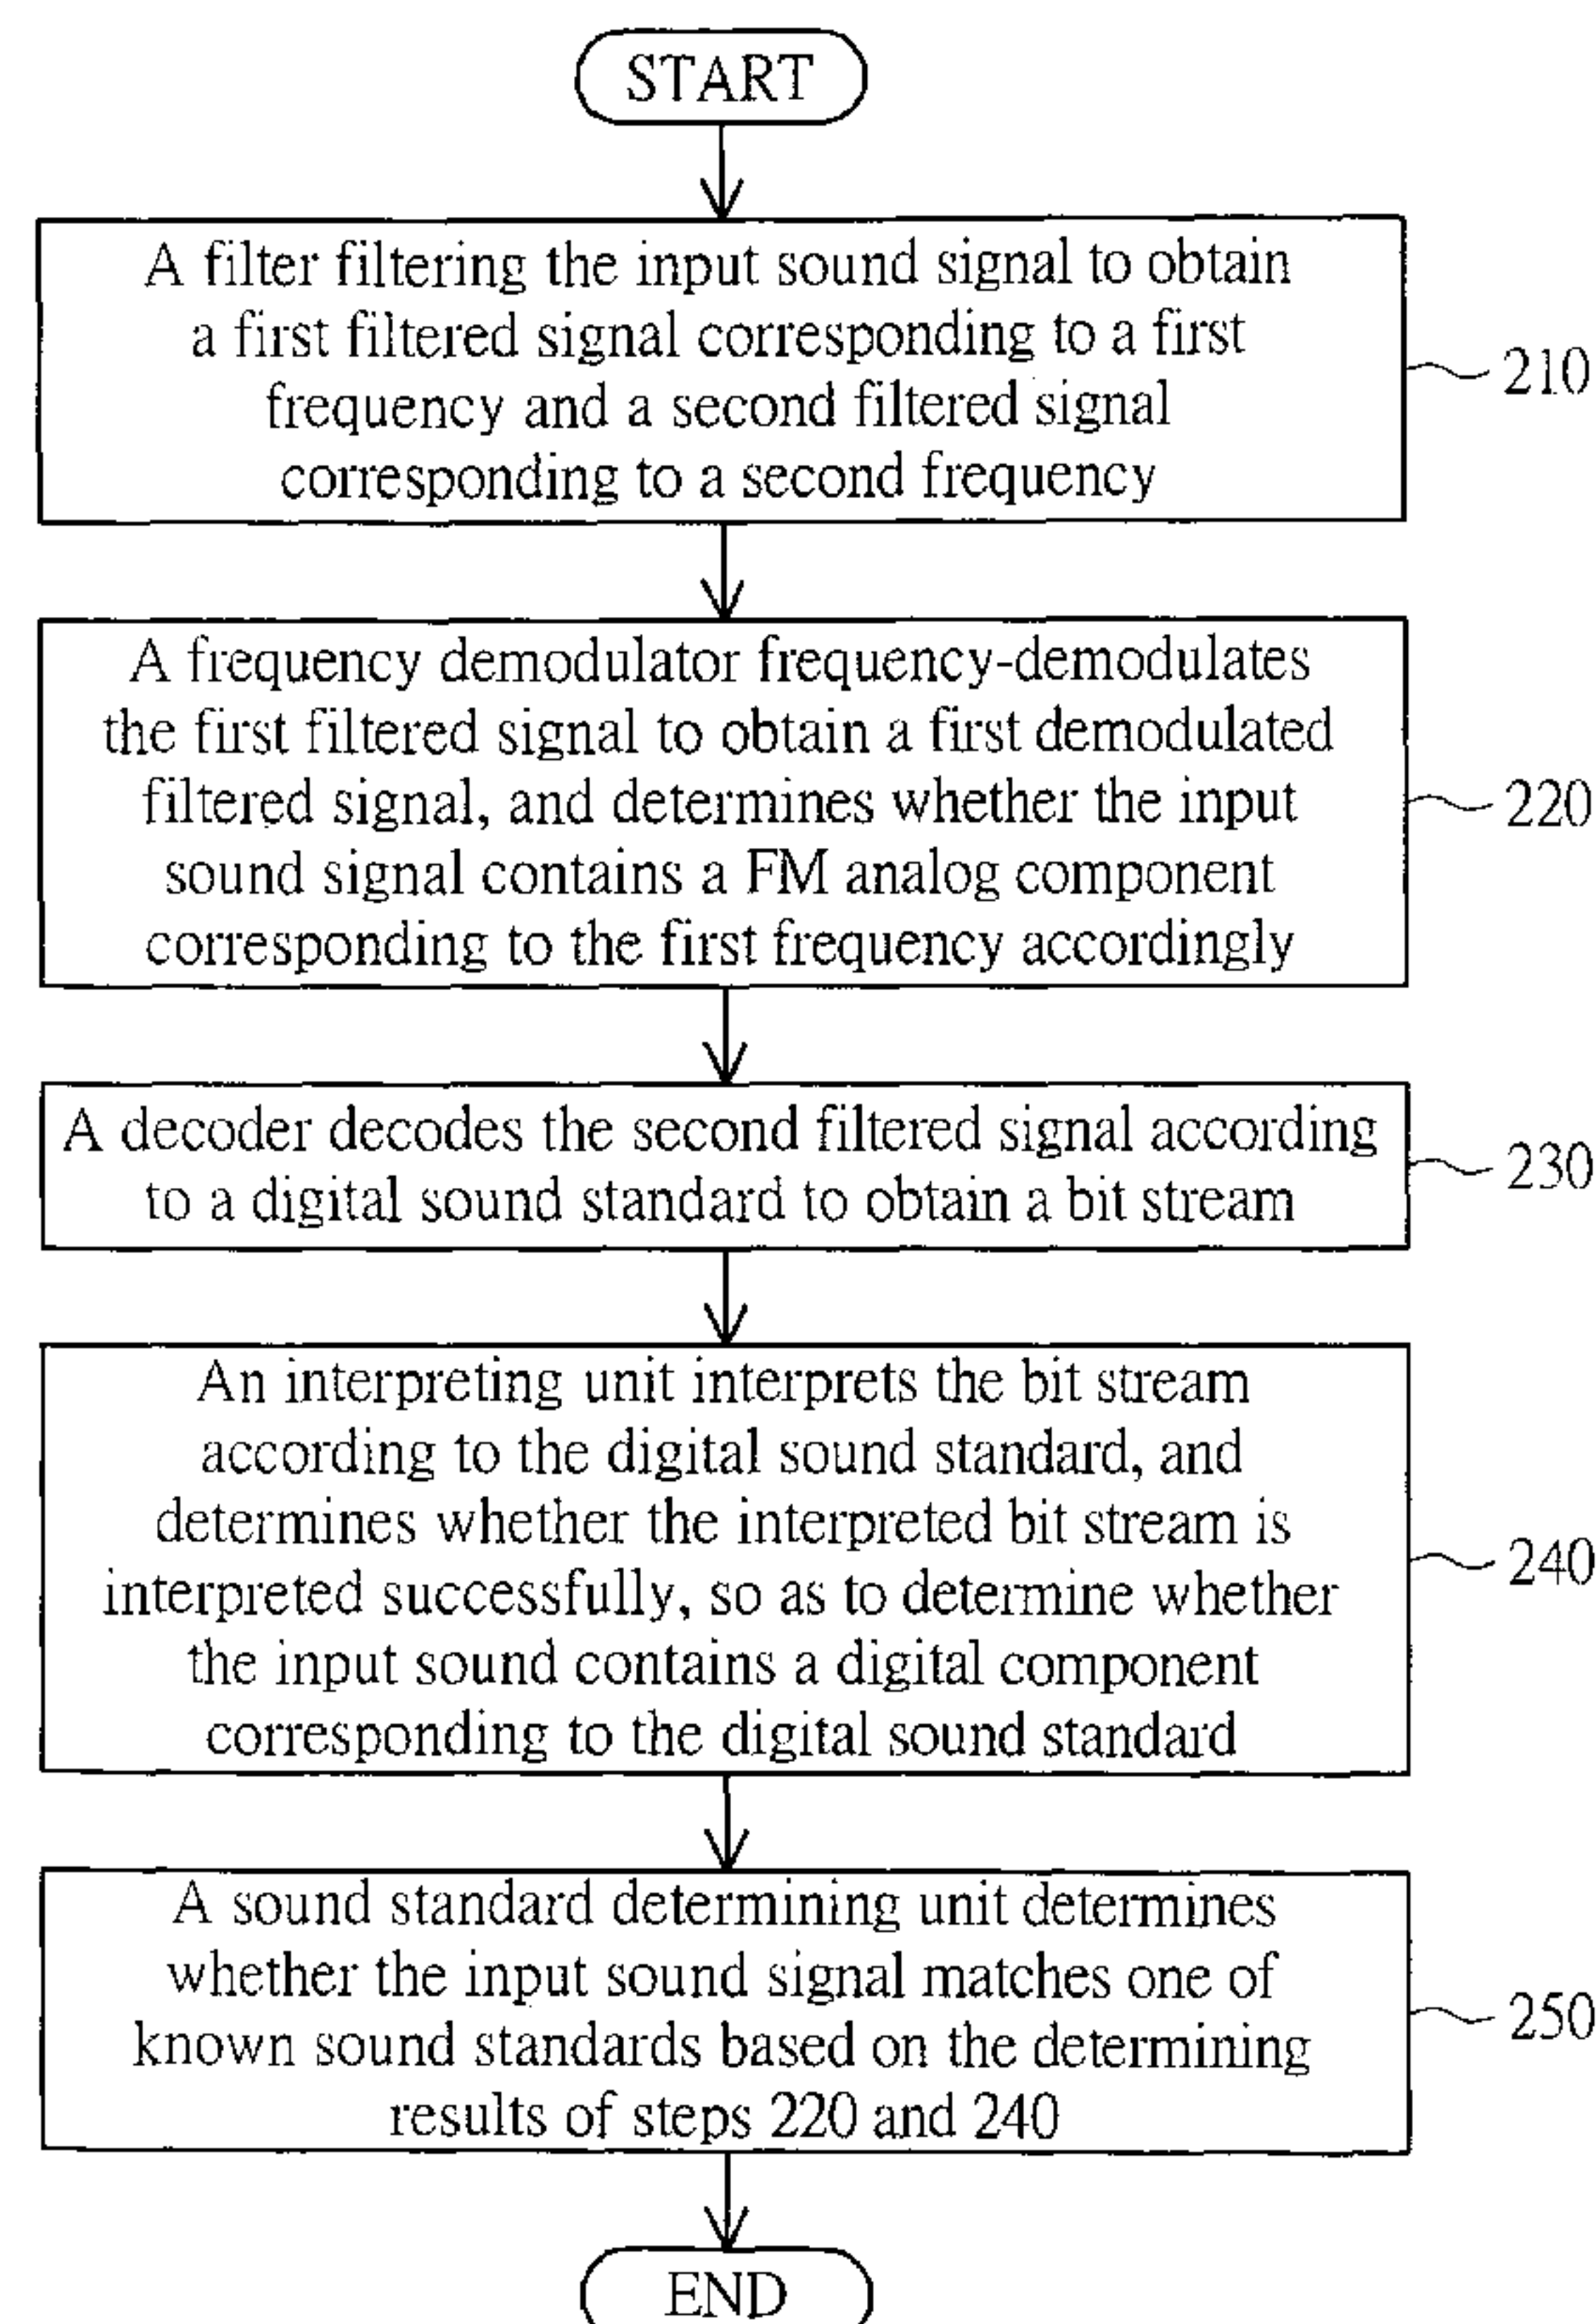 START
A filter filtering the input sound signal to obtain
a first filtered signal corresponding to a first
frequency and a second filtered signal
corresponding to a second frequency
210
A frequency demodulator frequency-demodulates
the first filtered signal to obtain a first demodulated
filtered signal, and determines whether the input
sound signal contains a FM analog component
corresponding to the first frequency accordingly
220
A decoder decodes the second filtered signal according
to a digital sound standard to obtain a bit stream
230
An interpreting unit interprets the bit stream
according to the digital sound standard, and
determines whether the interpreted bit stream is
interpreted successfully, so as to determine whether
the input sound contains a digital component
corresponding to the digital sound standard
240
A sound standard determining unit determines
whether the input sound signal matches one of
known sound standards based on the determining
results of steps 220 and 240
250
END